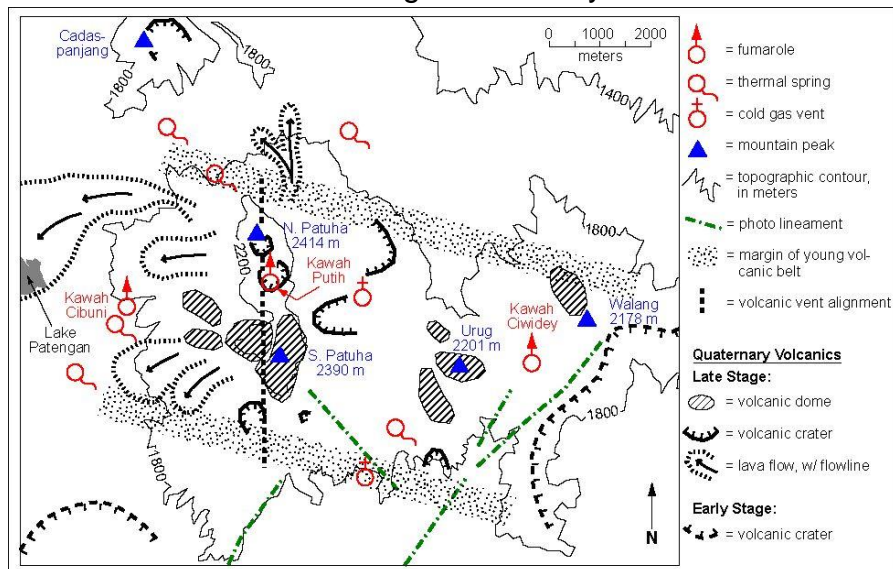 Cadas-
panjang
0
1000
2000
meters
1800
1800
1400
1800
N. Patuha
2414 m
2200
Kawah
Putih
Kawah
Cibuni
Lake
Patengan
Walang
2178 m
Kawah
Ciwidey
Urug
2201 m
S. Patuha
2390 m
1800
1800
N
= fumarole
= thermal spring
= cold gas vent
= mountain peak
= topographic contour,
in meters
= photo lineament
= margin of young vol-
canic belt
= volcanic vent alignment
Quaternary Volcanics
Late Stage:
= volcanic dome
= volcanic crater
= lava flow, w/ flowline
Early Stage:
= volcanic crater